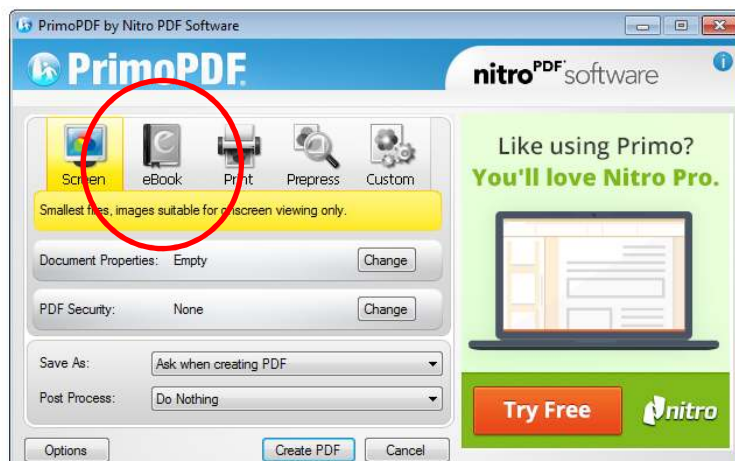 PrimoPDF by Nitro PDF Software
PrimoPDF
nitroPDF software
Screen eBook Print Prepress Custom
Smallest files, images suitable for onscreen viewing only.
Document Properties: Empty Change
PDF Security: None Change
Save As: Ask when creating PDF
Post Process: Do Nothing
Options Create PDF Cancel
Like using Primo?
You'll love Nitro Pro.
Try Free nitro